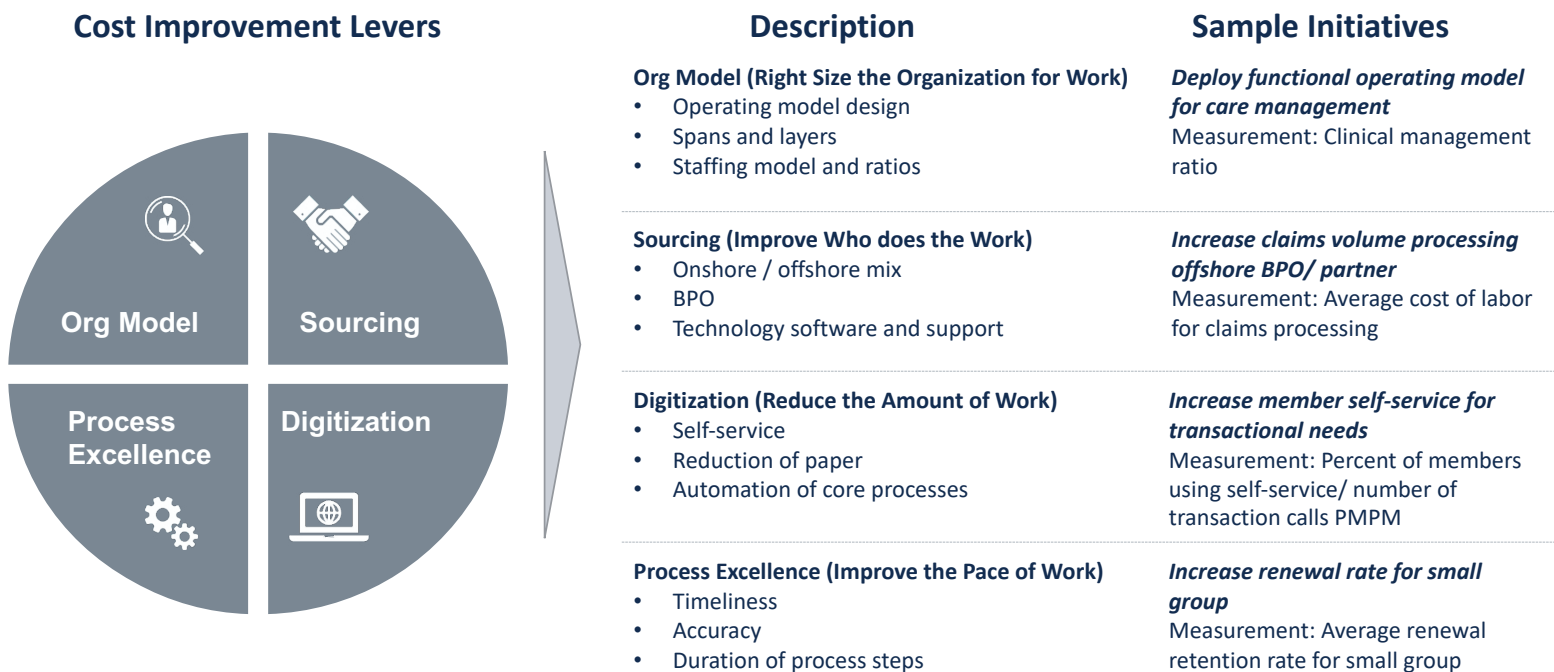 Cost Improvement Levers
Description
Sample Initiatives
Org Model
Sourcing
Process
Excellence
Digitization
Org Model (Right Size the Organization for Work)
• Operating model design
• Spans and layers
• Staffing model and ratios
Deploy functional operating model
for care management
Measurement: Clinical management
ratio
Sourcing (Improve Who does the Work)
• Onshore / offshore mix
• BPO
• Technology software and support
Increase claims volume processing
offshore BPO/ partner
Measurement: Average cost of labor
for claims processing
Digitization (Reduce the Amount of Work)
• Self-service
• Reduction of paper
• Automation of core processes
Increase member self-service for
transactional needs
Measurement: Percent of members
using self-service/ number of
transaction calls PMPM
Process Excellence (Improve the Pace of Work)
• Timeliness
• Accuracy
• Duration of process steps
Increase renewal rate for small
group
Measurement: Average renewal
retention rate for small group